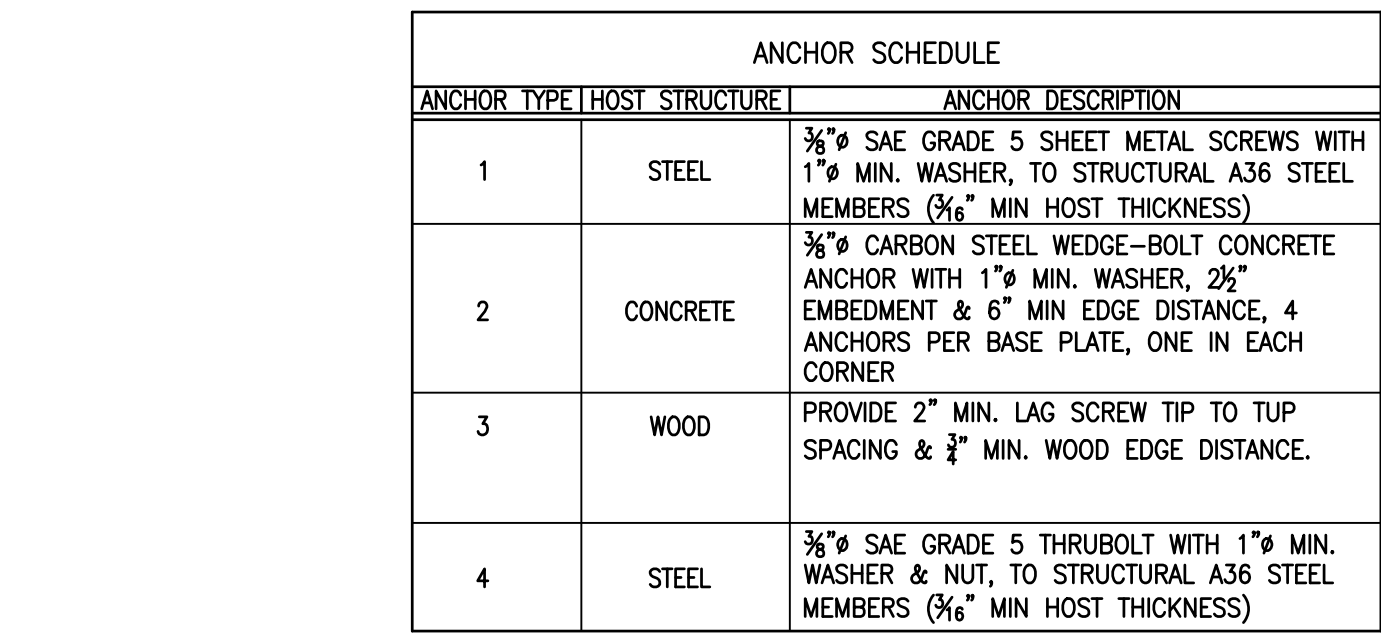 ANCHOR SCHEDULE
ANCHOR TYPE HOST STRUCTURE ANCHOR DESCRIPTION
1 STEEL
⅜"ø SAE GRADE 5 SHEET METAL SCREWS WITH
1"ø MIN. WASHER, TO STRUCTURAL A36 STEEL
MEMBERS (3⁄16" MIN HOST THICKNESS)
2 CONCRETE
⅜"ø CARBON STEEL WEDGE–BOLT CONCRETE
ANCHOR WITH 1"ø MIN. WASHER, 2½"
EMBEDMENT & 6" MIN EDGE DISTANCE, 4
ANCHORS PER BASE PLATE, ONE IN EACH
CORNER
3 WOOD
PROVIDE 2" MIN. LAG SCREW TIP TO TUP
SPACING & ¾" MIN. WOOD EDGE DISTANCE.
4 STEEL
⅜"ø SAE GRADE 5 THRUBOLT WITH 1"ø MIN.
WASHER & NUT, TO STRUCTURAL A36 STEEL
MEMBERS (3⁄16" MIN HOST THICKNESS)